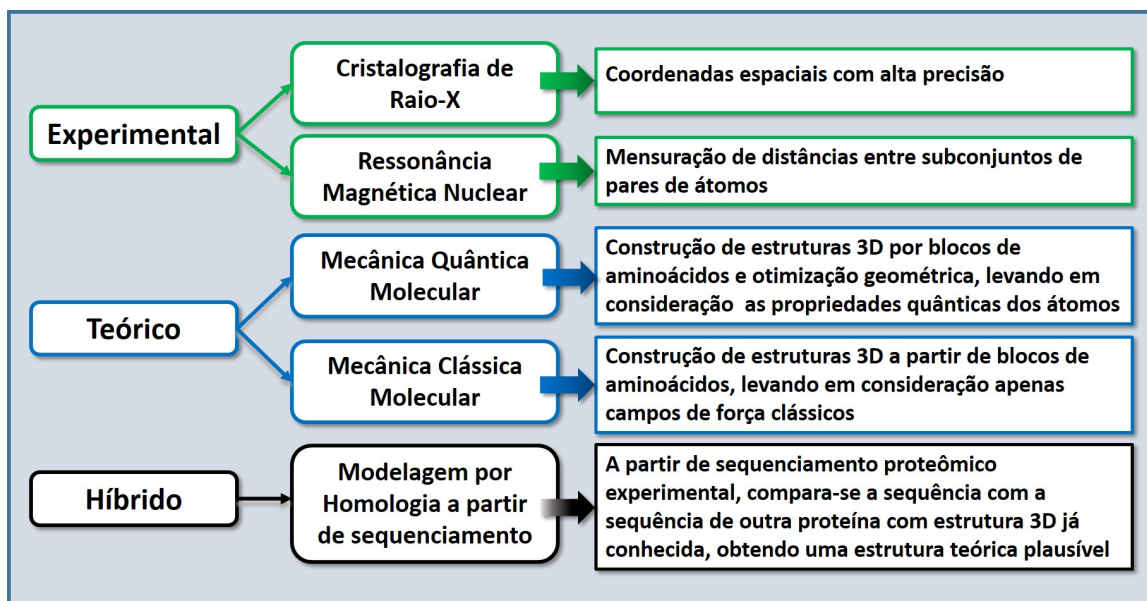 Experimental
Cristalografia de
Raio-X
Coordenadas espaciais com alta precisão
Ressonância
Magnética Nuclear
Mensuração de distâncias entre subconjuntos de
pares de átomos
Teórico
Mecânica Quântica
Molecular
Construção de estruturas 3D por blocos de
aminoácidos e otimização geométrica, levando em
consideração as propriedades quânticas dos átomos
Mecânica Clássica
Molecular
Construção de estruturas 3D a partir de blocos de
aminoácidos, levando em consideração apenas
campos de força clássicos
Híbrido
Modelagem por
Homologia a partir
de sequenciamento
A partir de sequenciamento proteômico
experimental, compara-se a sequência com a
sequência de outra proteína com estrutura 3D já
conhecida, obtendo uma estrutura teórica plausível